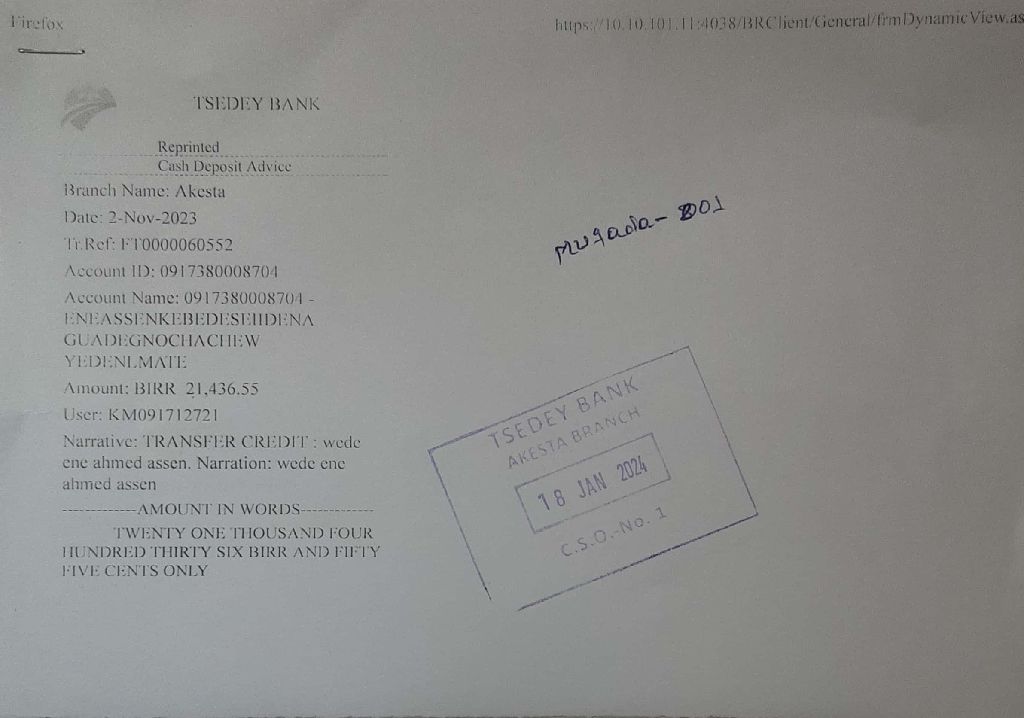 Firefox
https://10.10.101.11:4038/BRClient/General/frmDynamicView.as
TSEDEY BANK
Reprinted
Cash Deposit Advice
Branch Name: Akesta
Date: 2-Nov-2023
Tr.Ref: FT0000060552
Account ID: 0917380008704
Account Name: 0917380008704 -
ENEASSENKEBEDESEIIDENA
GUADEGNOCHACHEW
YEDENLMATE
Amount: BIRR 21,436.55
User: KM091712721
Narrative: TRANSFER CREDIT : wede
ene ahmed assen. Narration: wede ene
ahmed assen
------------AMOUNT IN WORDS------------
TWENTY ONE THOUSAND FOUR
HUNDRED THIRTY SIX BIRR AND FIFTY
FIVE CENTS ONLY
TSEDEY BANK
AKESTA BRANCH
18 JAN 2024
C.S.O.-No. 1